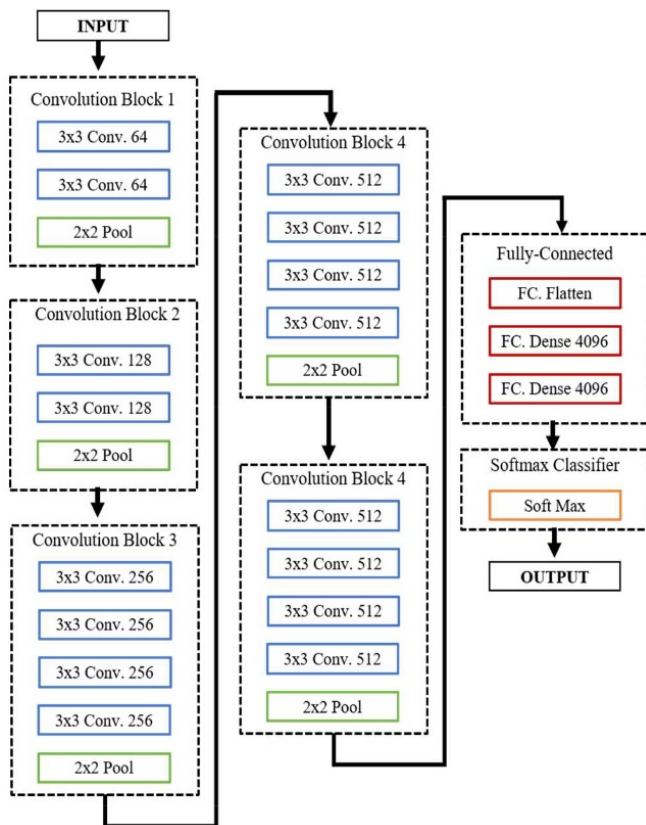 INPUT
Convolution Block 1
3x3 Conv. 64
3x3 Conv. 64
2x2 Pool
Convolution Block 2
3x3 Conv. 128
3x3 Conv. 128
2x2 Pool
Convolution Block 3
3x3 Conv. 256
3x3 Conv. 256
3x3 Conv. 256
3x3 Conv. 256
2x2 Pool
Convolution Block 4
3x3 Conv. 512
3x3 Conv. 512
3x3 Conv. 512
3x3 Conv. 512
2x2 Pool
Convolution Block 4
3x3 Conv. 512
3x3 Conv. 512
3x3 Conv. 512
3x3 Conv. 512
2x2 Pool
Fully-Connected
FC. Flatten
FC. Dense 4096
FC. Dense 4096
Softmax Classifier
Soft Max
OUTPUT